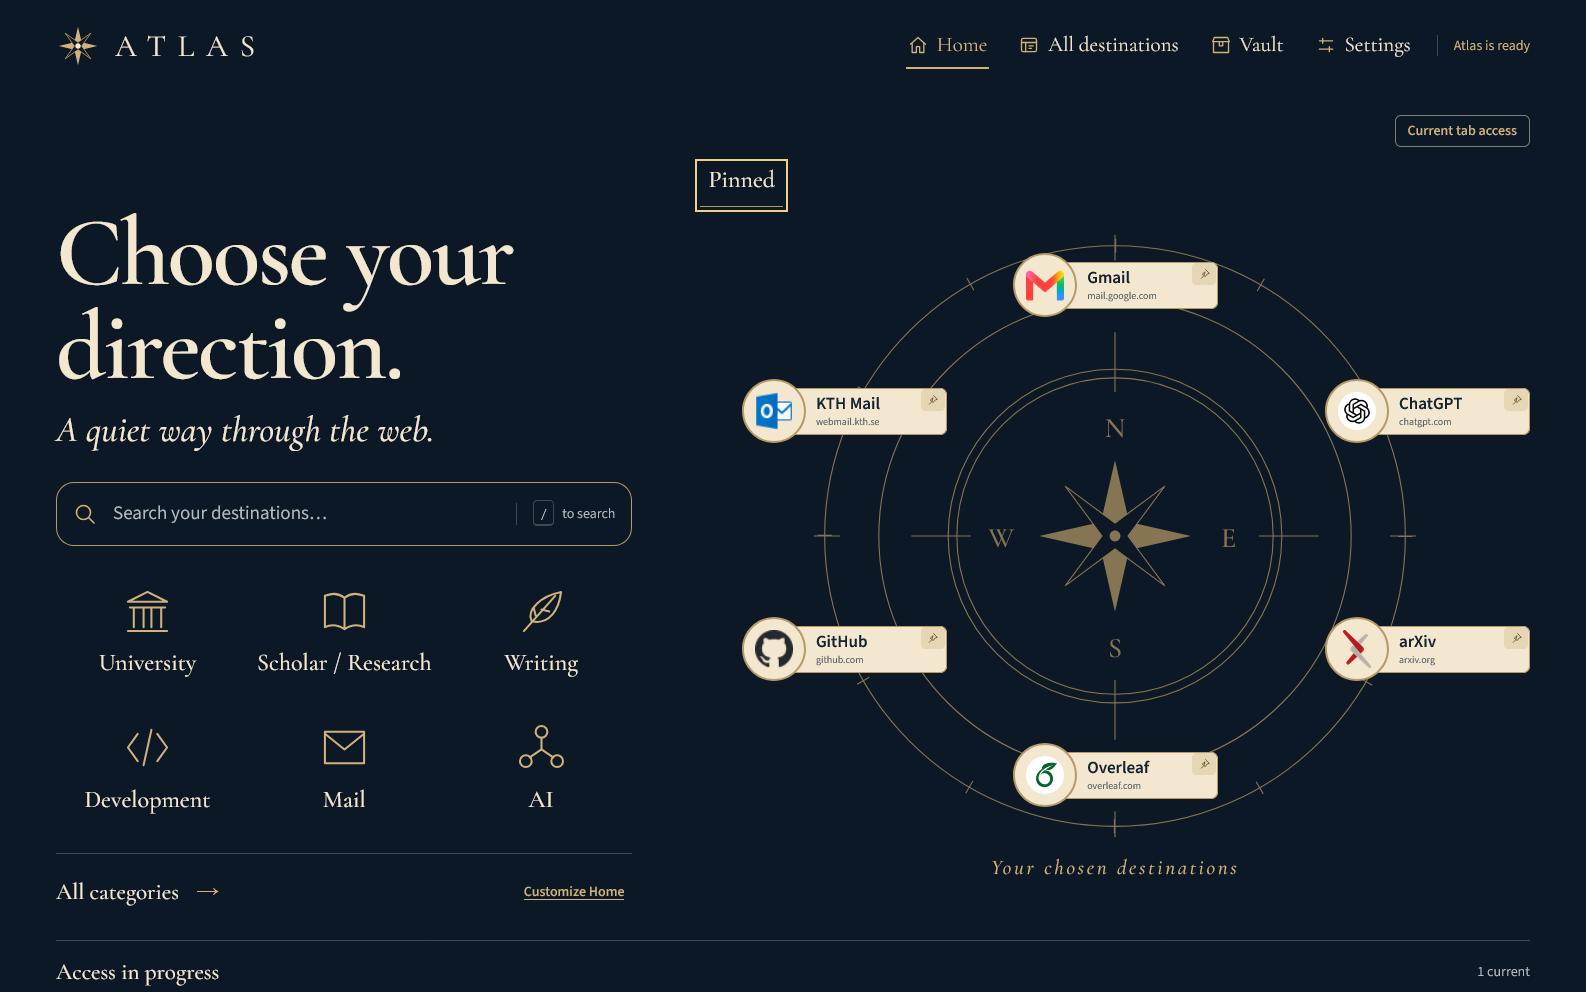 ATLAS
Home
All destinations
Vault
Settings
Atlas is ready
Current tab access
Pinned
Choose your
direction.
A quiet way through the web.
Search your destinations…
/ to search
University
Scholar / Research
Writing
Development
Mail
AI
All categories →
Customize Home
Gmail
mail.google.com
KTH Mail
webmail.kth.se
ChatGPT
chatgpt.com
N
W
E
S
GitHub
github.com
arXiv
arxiv.org
Overleaf
overleaf.com
Your chosen destinations
Access in progress
1 current